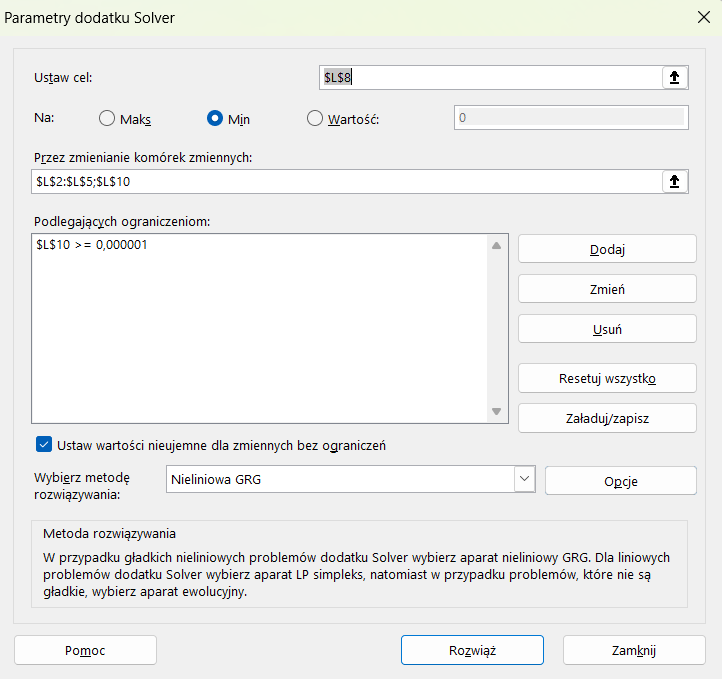 Parametry dodatku Solver
Ustaw cel:
$L$8
Na:
Maks
Min
Wartość:
0
Przez zmienianie komórek zmiennych:
$L$2:$L$5;$L$10
Podlegających ograniczeniom:
$L$10 >= 0,000001
Dodaj
Zmień
Usuń
Resetuj wszystko
Załaduj/zapisz
Ustaw wartości nieujemne dla zmiennych bez ograniczeń
Wybierz metodę
rozwiązywania:
Nieliniowa GRG
Opcje
Metoda rozwiązywania
W przypadku gładkich nieliniowych problemów dodatku Solver wybierz aparat nieliniowy GRG. Dla liniowych
problemów dodatku Solver wybierz aparat LP simpleks, natomiast w przypadku problemów, które nie są
gładkie, wybierz aparat ewolucyjny.
Pomoc
Rozwiąż
Zamknij